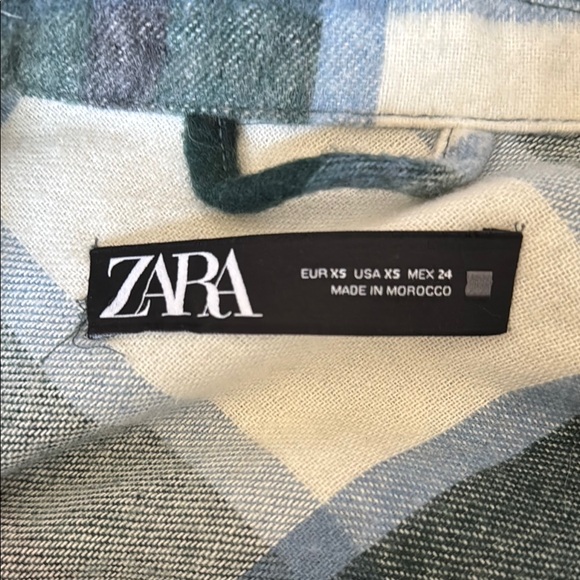 ZARA
EUR XS USA XS MEX 24
MADE IN MOROCCO